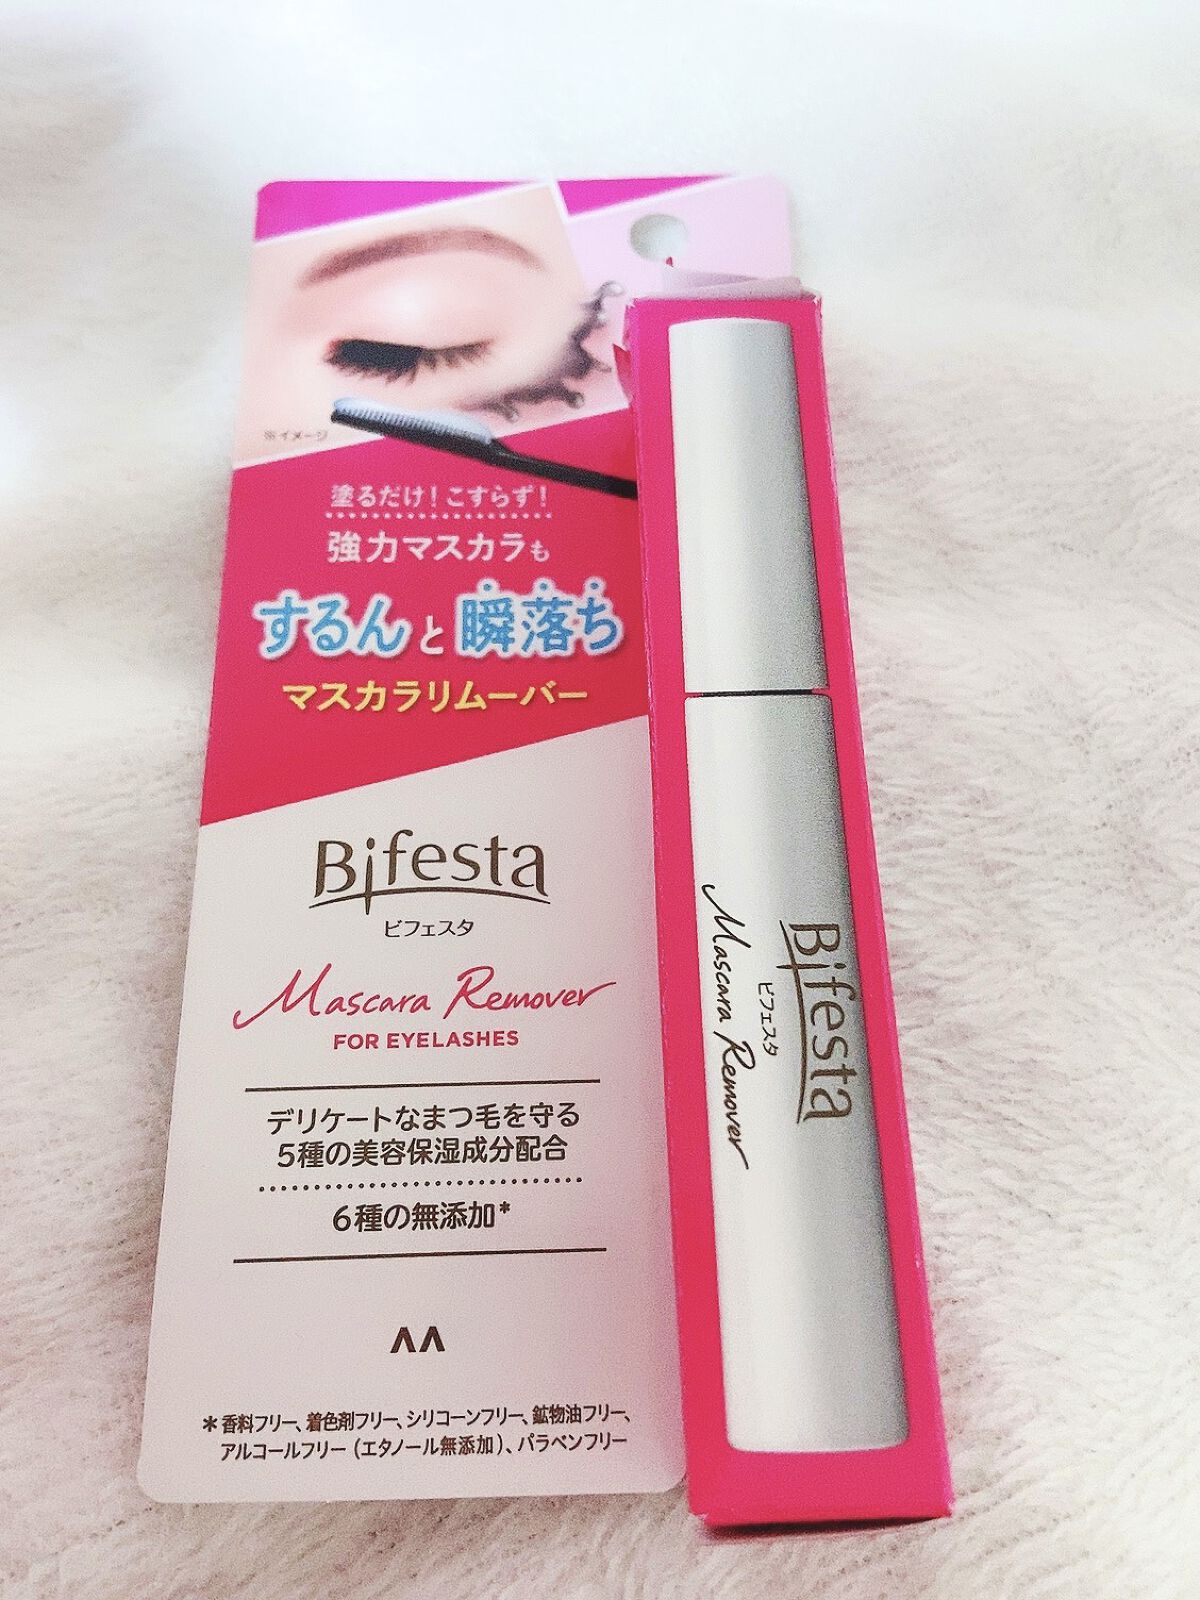 ※イメージ
塗るだけ!こすらず!
強力マスカラも
するんと瞬落ち
マスカラリムーバー
Bifesta
ビフェスタ
Mascara Remover
FOR EYELASHES
デリケートなまつ毛を守る
5種の美容保湿成分配合
6種の無添加*
*香料フリー、着色剤フリー、シリコーンフリー、鉱物油フリー、
アルコールフリー(エタノール無添加)、パラベンフリー
Bifesta
ビフェスタ
Mascara Remover